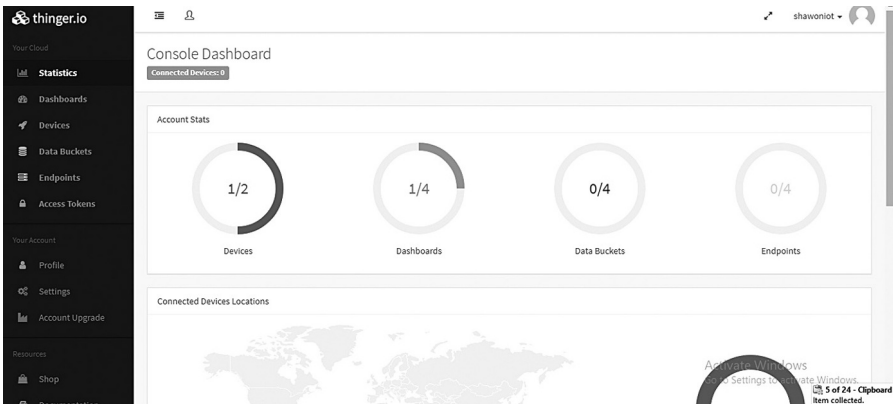 thinger.io
shawoniot
Your Cloud
Statistics
Dashboards
Devices
Data Buckets
Endpoints
Access Tokens
Your Account
Profile
Settings
Account Upgrade
Resources
Shop
Documentation
Console Dashboard
Connected Devices: 0
Account Stats
1/2
1/4
0/4
0/4
Devices
Dashboards
Data Buckets
Endpoints
Connected Devices Locations
Activate Windows
Go to Settings to activate Windows.
5 of 24 - Clipboard
Item collected.